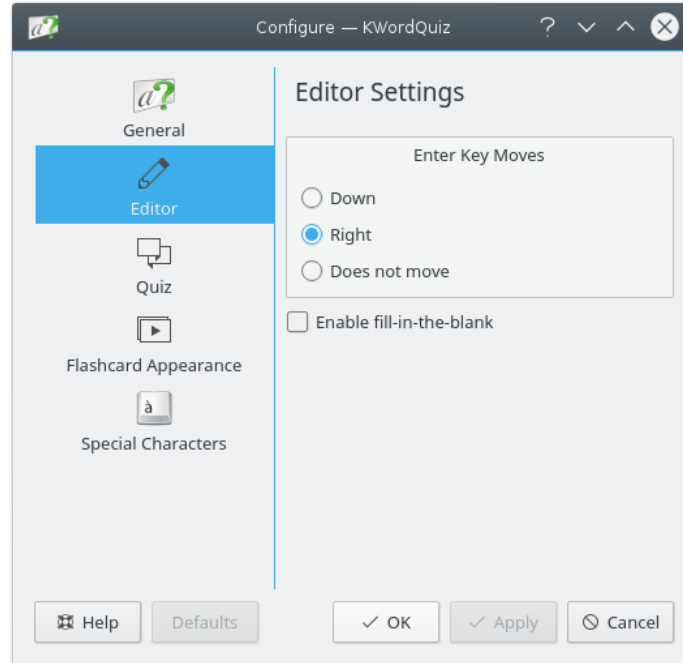 Configure — KWordQuiz
General
Editor
Quiz
Flashcard Appearance
Special Characters
Editor Settings
Enter Key Moves
Down
Right
Does not move
Enable fill-in-the-blank
Help
Defaults
OK
Apply
Cancel